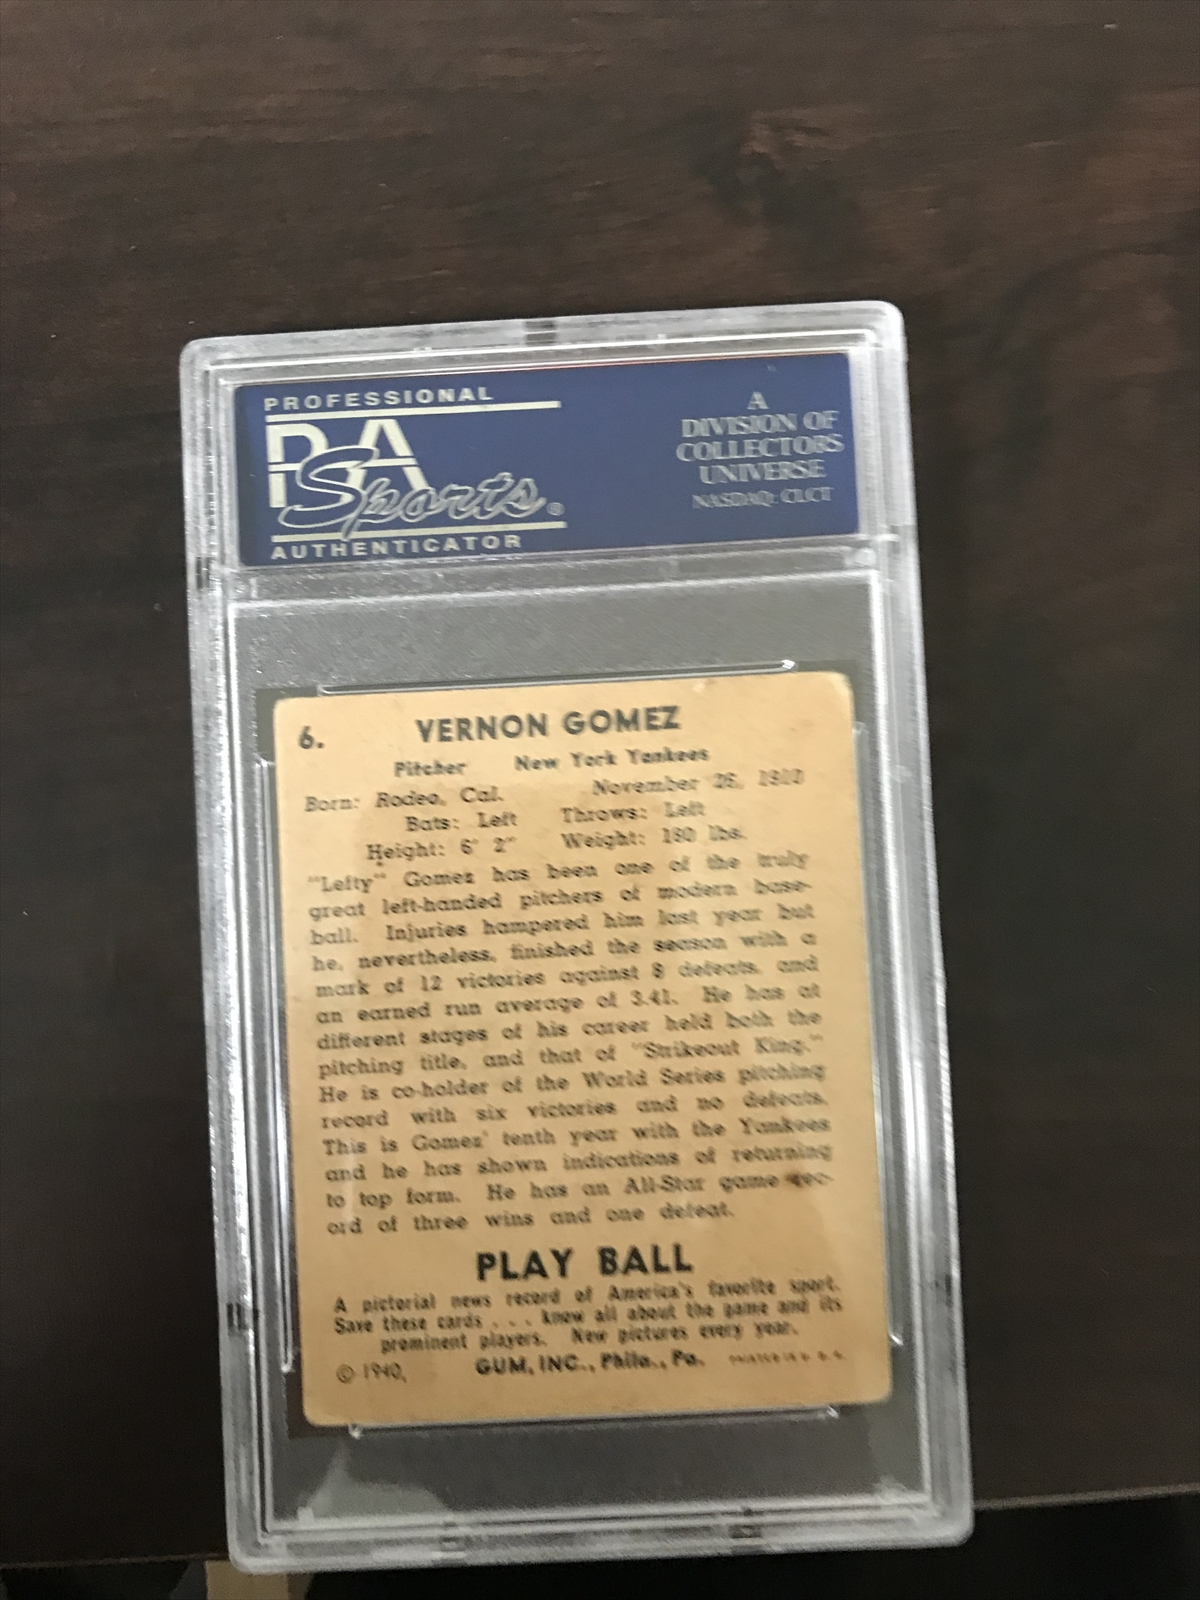 PROFESSIONAL
PSA
Sports®
AUTHENTICATOR
A
DIVISION OF
COLLECTORS
UNIVERSE
NASDAQ: CLCT
6. VERNON GOMEZ
Pitcher New York Yankees
Born: Rodeo, Cal. November 26, 1910
Bats: Left Throws: Left
Height: 6' 2" Weight: 180 lbs.
"Lefty" Gomez has been one of the truly
great left-handed pitchers of modern base-
ball. Injuries hampered him last year but
he, nevertheless, finished the season with a
mark of 12 victories against 8 defeats, and
an earned run average of 3.41. He has at
different stages of his career held both the
pitching title, and that of "Strikeout King."
He is co-holder of the World Series pitching
record with six victories and no defeats.
This is Gomez' tenth year with the Yankees
and he has shown indications of returning
to top form. He has an All-Star game rec-
ord of three wins and one defeat.
PLAY BALL
A pictorial news record of America's favorite sport.
Save these cards . . . know all about the game and its
prominent players. New pictures every year.
© 1940, GUM, INC., Phila., Pa. PRINTED IN U. S. A.